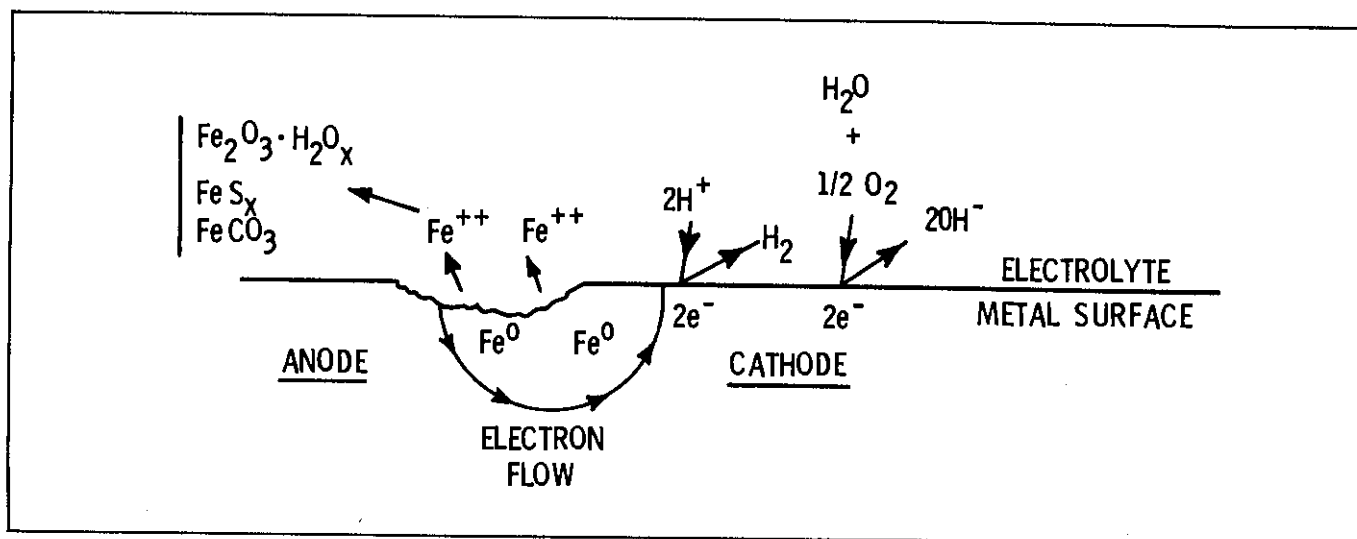 Fe2O3 · H2Ox
FeSx
FeCO3
Fe++
Fe++
2H+
H2
H2O
+
1/2 O2
2OH-
ELECTROLYTE
METAL SURFACE
2e-
2e-
Fe0
Fe0
ANODE
CATHODE
ELECTRON
FLOW